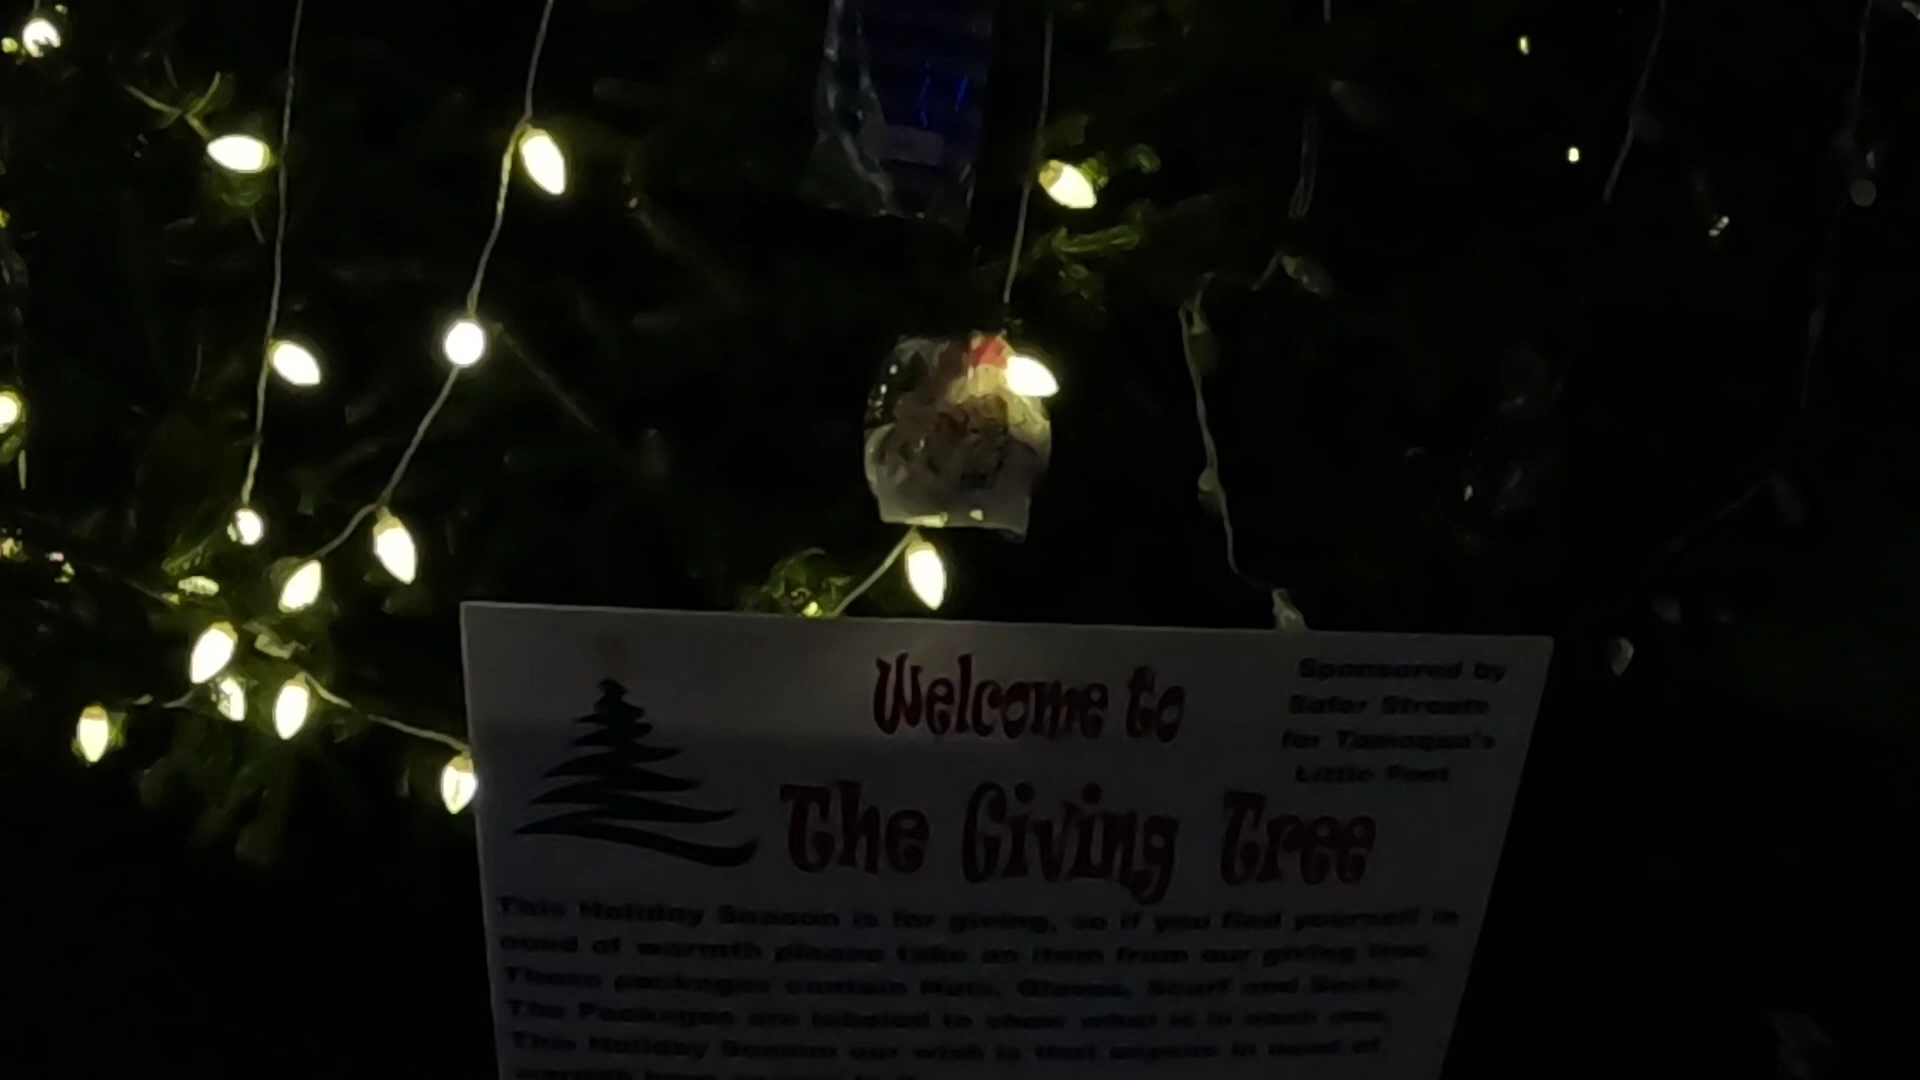 Welcome to
The Giving Tree
Sponsored by
Safer Streets
for Tamaqua's
Little Feet
This Holiday Season is for giving, so if you find yourself in
need of warmth please take an item from our giving tree.
These packages contain Hats, Gloves, Scarf and Socks.
The Packages are labeled to show what is in each one.
This Holiday Season our wish is that anyone in need of